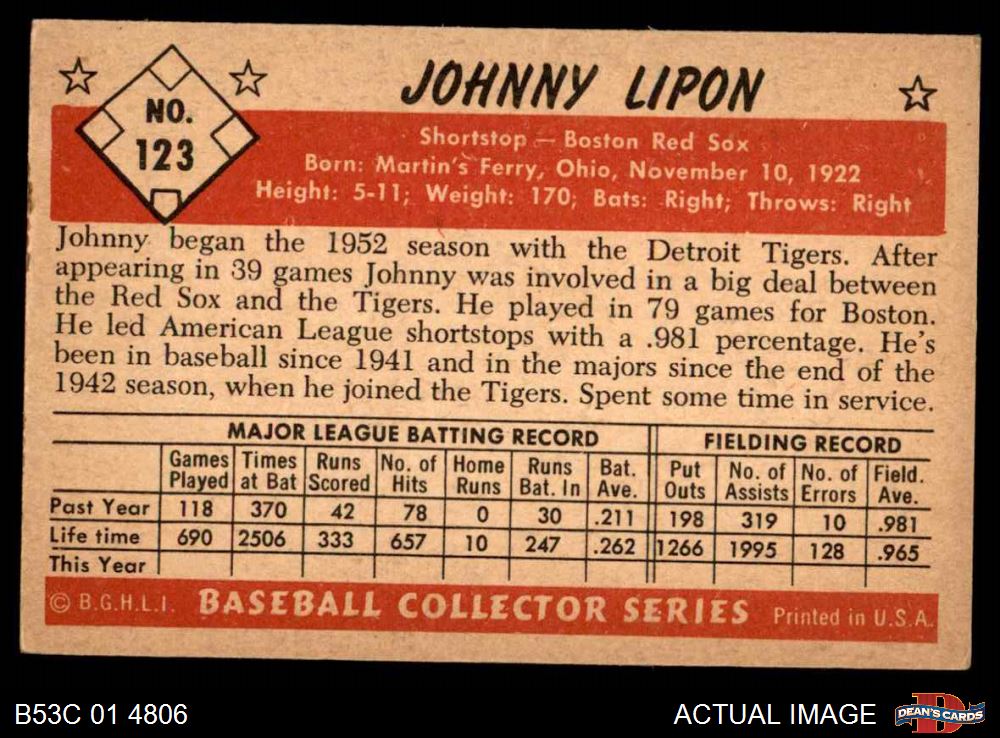 NO.
123
JOHNNY LIPON
Shortstop — Boston Red Sox
Born: Martin's Ferry, Ohio, November 10, 1922
Height: 5-11; Weight: 170; Bats: Right; Throws: Right
Johnny began the 1952 season with the Detroit Tigers. After
appearing in 39 games Johnny was involved in a big deal between
the Red Sox and the Tigers. He played in 79 games for Boston.
He led American League shortstops with a .981 percentage. He's
been in baseball since 1941 and in the majors since the end of the
1942 season, when he joined the Tigers. Spent some time in service.
MAJOR LEAGUE BATTING RECORD FIELDING RECORD
Games Times Runs No. of Home Runs Bat. Put No. of No. of Field.
Played at Bat Scored Hits Runs Bat. In Ave. Outs Assists Errors Ave.
Past Year 118 370 42 78 0 30 .211 198 319 10 .981
Life time 690 2506 333 657 10 247 .262 1266 1995 128 .965
This Year
© B.G.H.L.I. BASEBALL COLLECTOR SERIES Printed in U.S.A.
B53C 01 4806 ACTUAL IMAGE DEAN'S CARDS